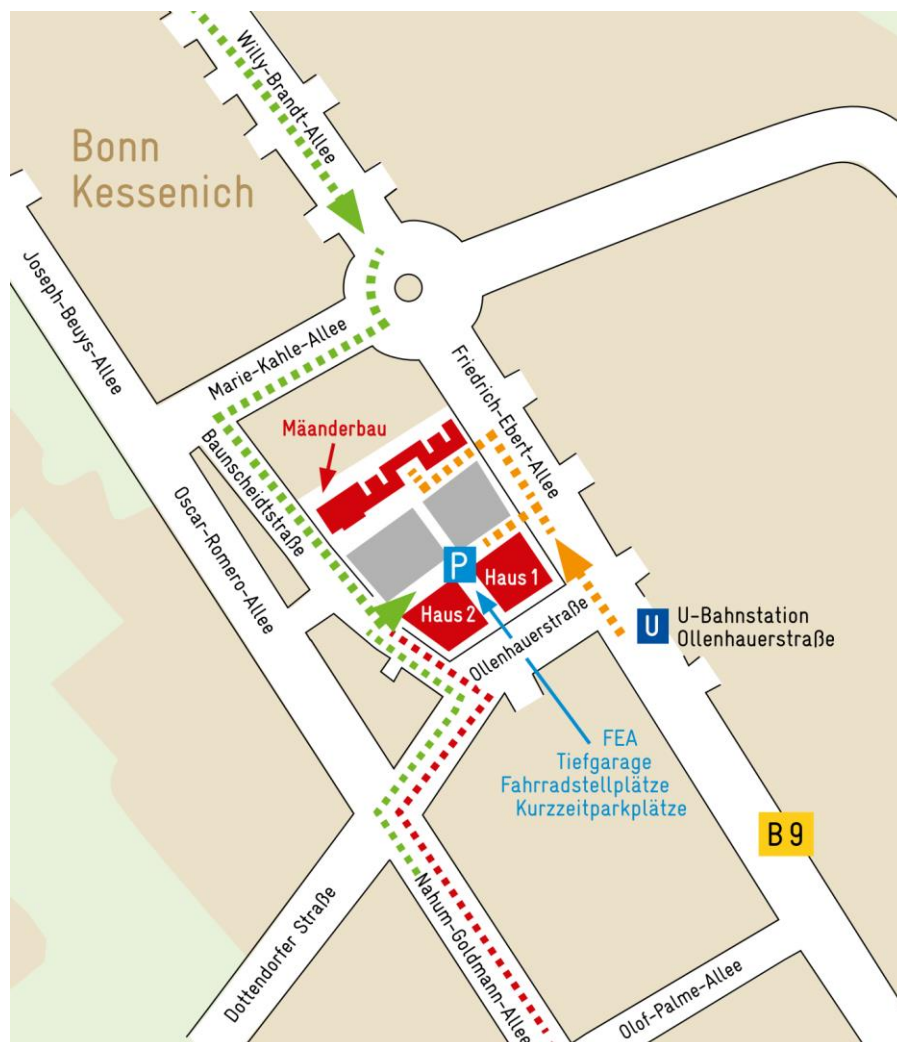 Willy-Brandt-Allee
Bonn
Kessenich
Joseph-Beuys-Allee
Marie-Kahle-Allee
Friedrich-Ebert-Allee
Mäanderbau
Baunscheidtstraße
Oscar-Romero-Allee
P
Haus 1
Haus 2
Ollenhauerstraße
U
U-Bahnstation
Ollenhauerstraße
FEA
Tiefgarage
Fahrradstellplätze
Kurzzeitparkplätze
B 9
Nahum-Goldmann-Allee
Dottendorfer Straße
Olof-Palme-Allee